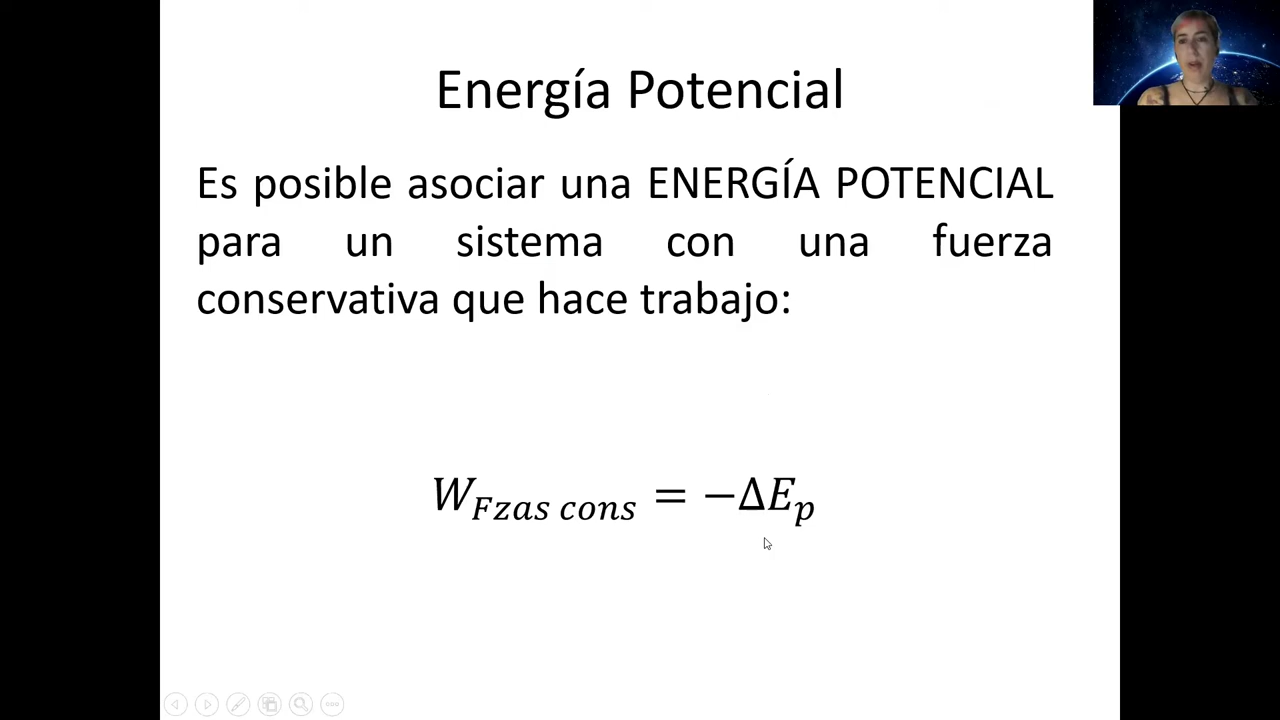 Energía Potencial
Es posible asociar una ENERGÍA POTENCIAL
para un sistema con una fuerza
conservativa que hace trabajo:
W_{Fzas cons} = −ΔE_p